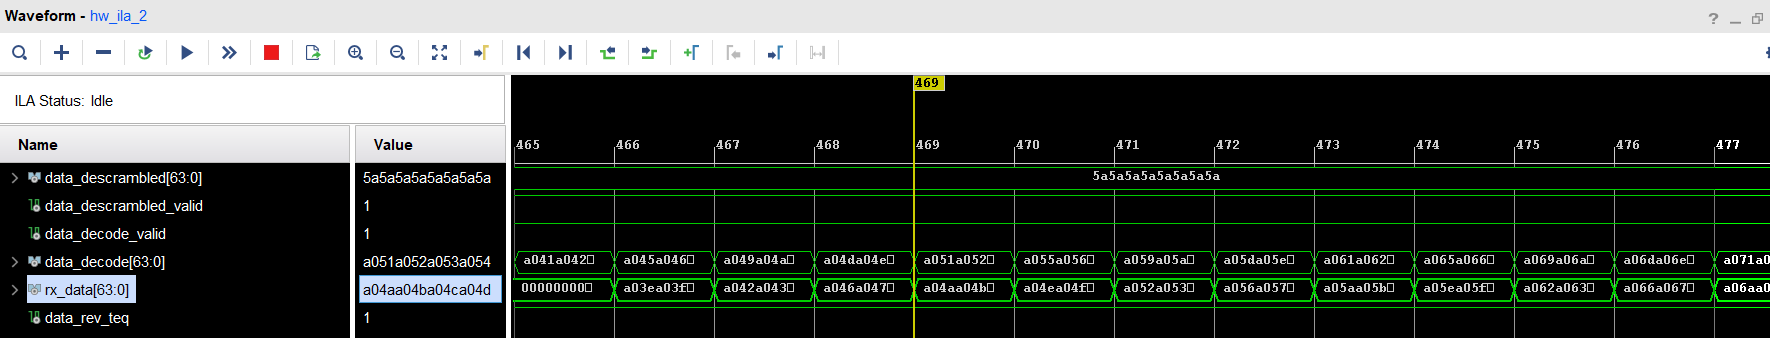 Waveform - hw_ila_2
ILA Status: Idle
469
465 466 467 468 469 470 471 472 473 474 475 476 477
Name Value
data_descrambled[63:0] 5a5a5a5a5a5a5a5a 5a5a5a5a5a5a5a5a
data_descrambled_valid 1
data_decode_valid 1
data_decode[63:0] a051a052a053a054 a041a042 a045a046 a049a04a a04da04e a051a052 a055a056 a059a05a a05da05e a061a062 a065a066 a069a06a a06da06e a071a0
rx_data[63:0] a04aa04ba04ca04d 00000000 a03ea03f a042a043 a046a047 a04aa04b a04ea04f a052a053 a056a057 a05aa05b a05ea05f a062a063 a066a067 a06aa0
data_rev_teq 1